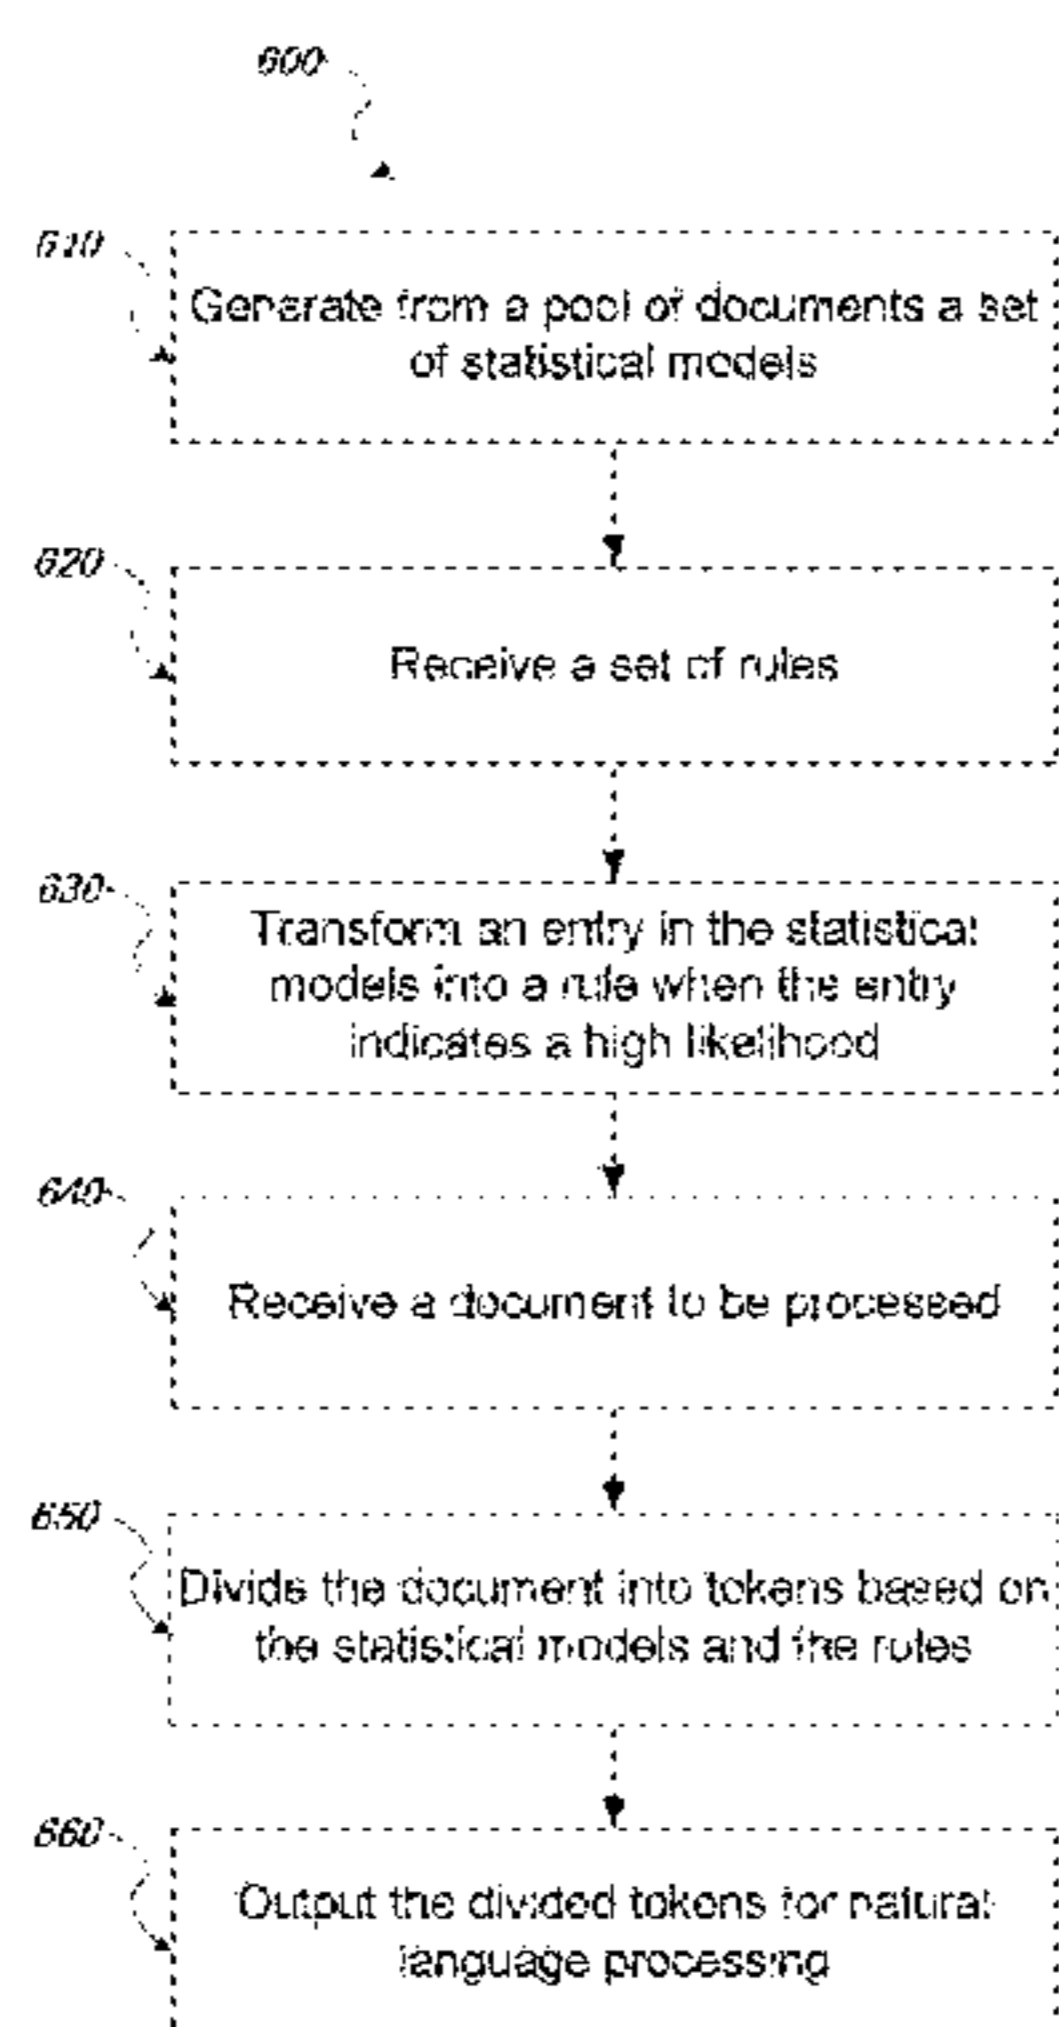 600
610
Generate from a pool of documents a set
of statistical models
620
Receive a set of rules
630
Transform an entry in the statistical
models into a rule when the entry
indicates a high likelihood
640
Receive a document to be processed
650
Divide the document into tokens based on
the statistical models and the rules
660
Output the divided tokens for natural
language processing